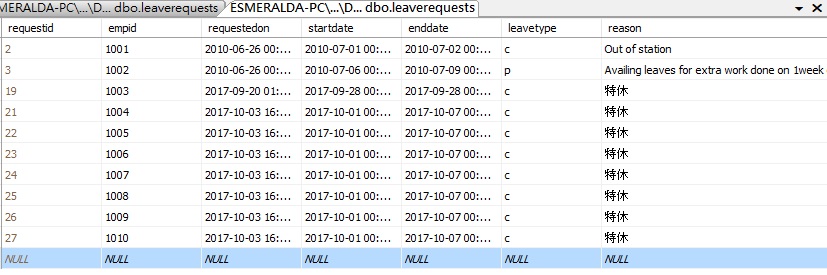 MERALDA-PC\...\D... dbo.leaverequests ESMERALDA-PC\...\D... dbo.leaverequests
requestid empid requestedon startdate enddate leavetype reason
2 1001 2010-06-26 00:... 2010-07-01 00:... 2010-07-02 00:... c Out of station
3 1002 2010-06-26 00:... 2010-07-06 00:... 2010-07-09 00:... p Availing leaves for extra work done on 1week
19 1003 2017-09-20 01:... 2017-09-28 00:... 2017-09-28 00:... c 特休
21 1004 2017-10-03 16:... 2017-10-01 00:... 2017-10-07 00:... c 特休
22 1005 2017-10-03 16:... 2017-10-01 00:... 2017-10-07 00:... c 特休
23 1006 2017-10-03 16:... 2017-10-01 00:... 2017-10-07 00:... c 特休
24 1007 2017-10-03 16:... 2017-10-01 00:... 2017-10-07 00:... c 特休
25 1008 2017-10-03 16:... 2017-10-01 00:... 2017-10-07 00:... c 特休
26 1009 2017-10-03 16:... 2017-10-01 00:... 2017-10-07 00:... c 特休
27 1010 2017-10-03 16:... 2017-10-01 00:... 2017-10-07 00:... c 特休
NULL NULL NULL NULL NULL NULL NULL